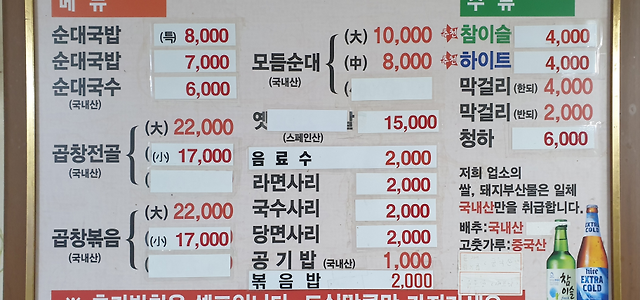 메뉴
주류
순대국밥 (특) 8,000
순대국밥 7,000
순대국수 6,000
(국내산)
곱창전골 (大) 22,000
(국내산) (小) 17,000
곱창볶음 (大) 22,000
(국내산) (小) 17,000
모듬순대 (大) 10,000
(국내산) (中) 8,000
옛 15,000
(스페인산)
음료수 2,000
라면사리 2,000
국수사리 2,000
당면사리 2,000
공기밥 1,000
볶음밥 2,000
참이슬 4,000
하이트 4,000
막걸리 (한되) 4,000
막걸리 (반되) 2,000
청하 6,000
저희 업소의
쌀, 돼지부산물은 일체
국내산만을 취급합니다.
배추: 국내산
고춧가루: 중국산
EXTRA
COLD
hite
EXTRA
COLD
참이슬